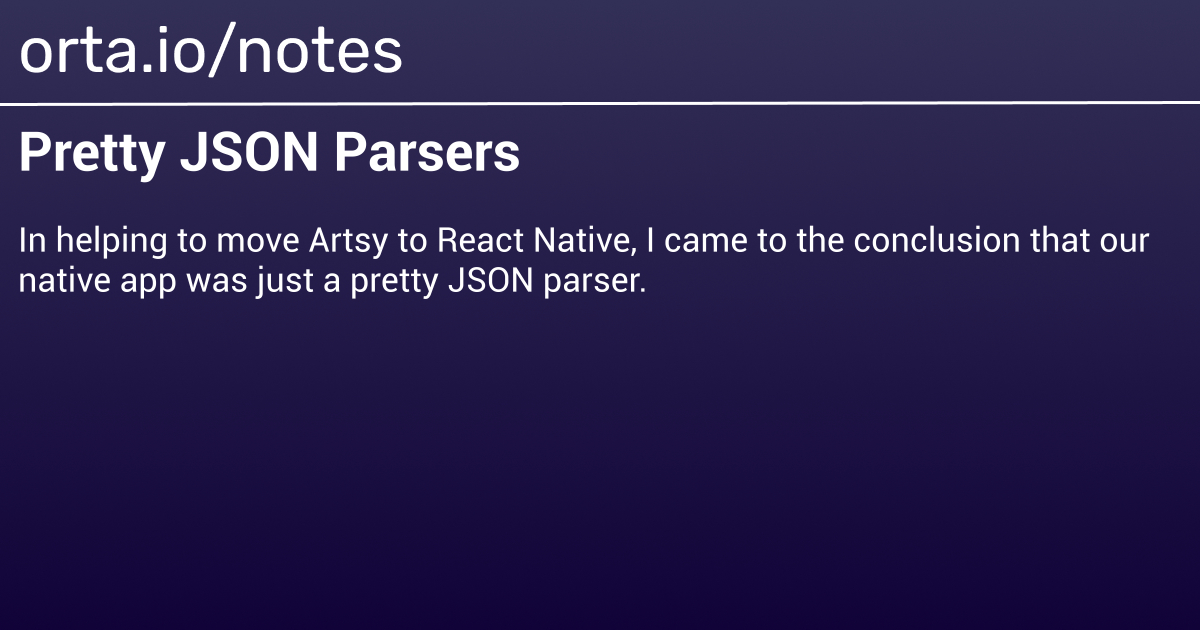 orta.io/notes
Pretty JSON Parsers
In helping to move Artsy to React Native, I came to the conclusion that our
native app was just a pretty JSON parser.